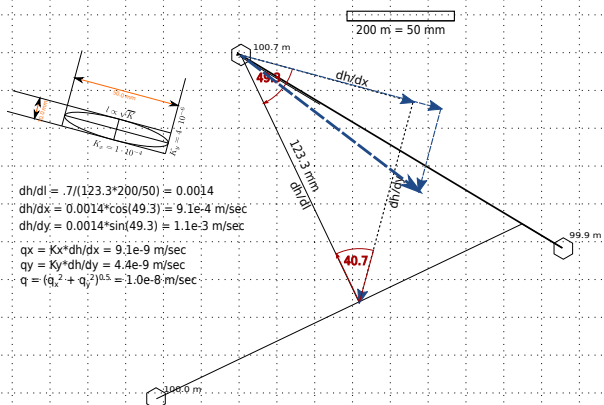 200 m = 50 mm
100.7 m
49.3
dh/dx
l ∝ √K
Kx = 1·10⁻⁴
123.3 mm
dh/dl
dh/dy
dh/dl = .7/(123.3*200/50) = 0.0014
dh/dx = 0.0014*cos(49.3) = 9.1e-4 m/sec
dh/dy = 0.0014*sin(49.3) = 1.1e-3 m/sec
99.9 m
qx = Kx*dh/dx = 9.1e-9 m/sec
qy = Ky*dh/dy = 4.4e-9 m/sec
q = (qx² + qy²)^0.5 = 1.0e-8 m/sec
40.7
100.0 m